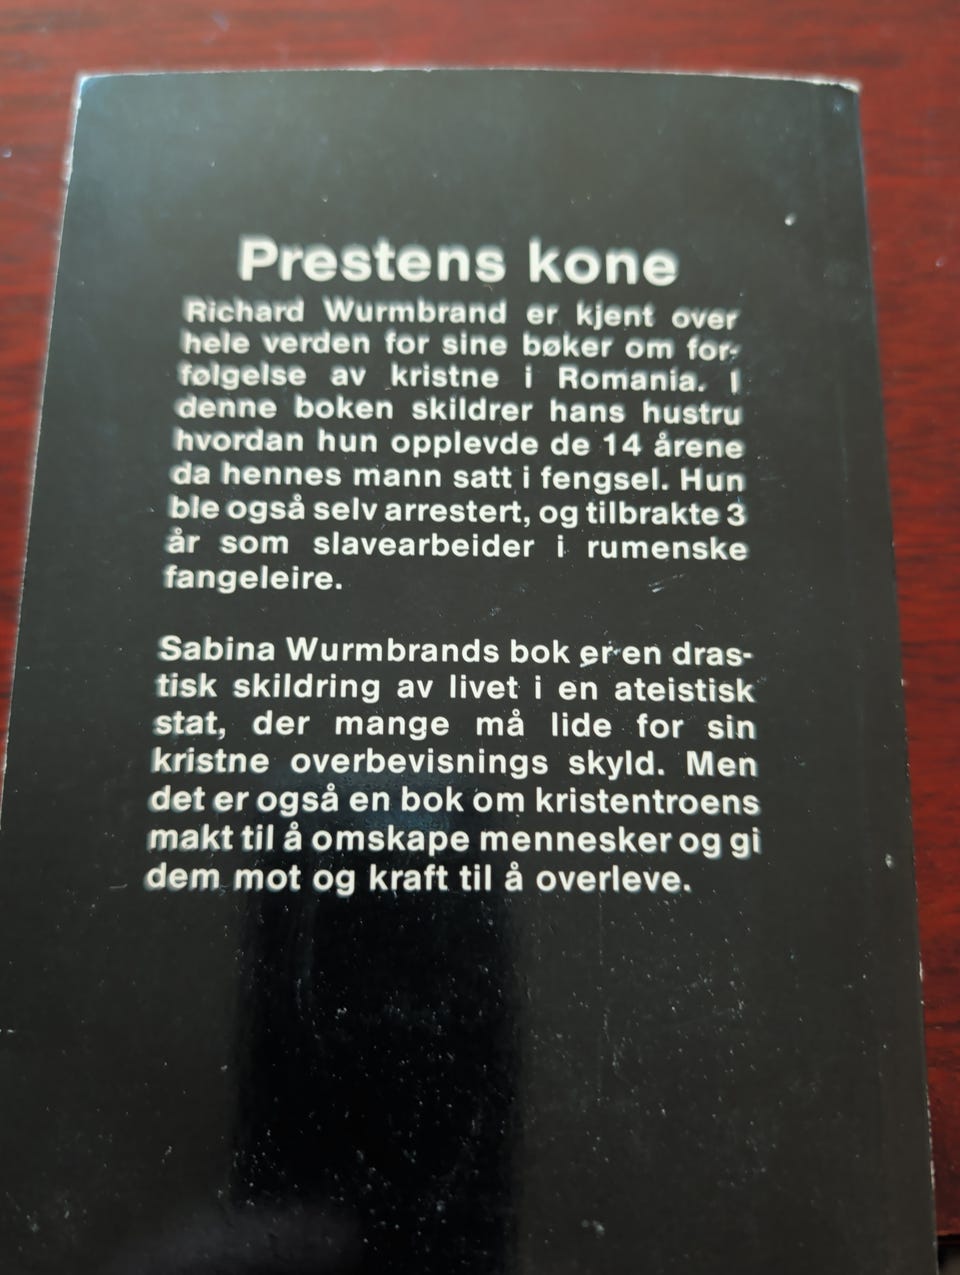 Prestens kone
Richard Wurmbrand er kjent over
hele verden for sine bøker om for-
følgelse av kristne i Romania. I
denne boken skildrer hans hustru
hvordan hun opplevde de 14 årene
da hennes mann satt i fengsel. Hun
ble også selv arrestert, og tilbrakte 3
år som slavearbeider i rumenske
fangeleire.
Sabina Wurmbrands bok er en dras-
tisk skildring av livet i en ateistisk
stat, der mange må lide for sin
kristne overbevisnings skyld. Men
det er også en bok om kristentroens
makt til å omskape mennesker og gi
dem mot og kraft til å overleve.